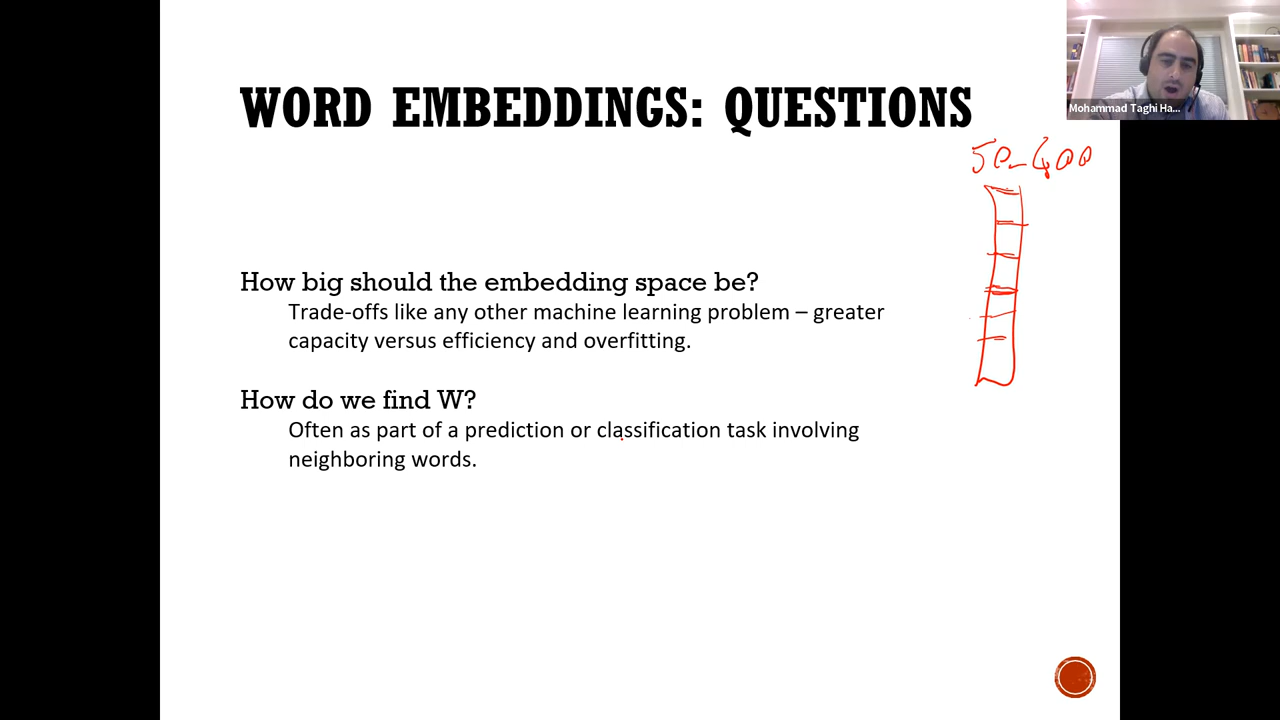 WORD EMBEDDINGS: QUESTIONS
Mohammad Taghi Ha...
50-400
How big should the embedding space be?
Trade-offs like any other machine learning problem – greater
capacity versus efficiency and overfitting.
How do we find W?
Often as part of a prediction or classification task involving
neighboring words.